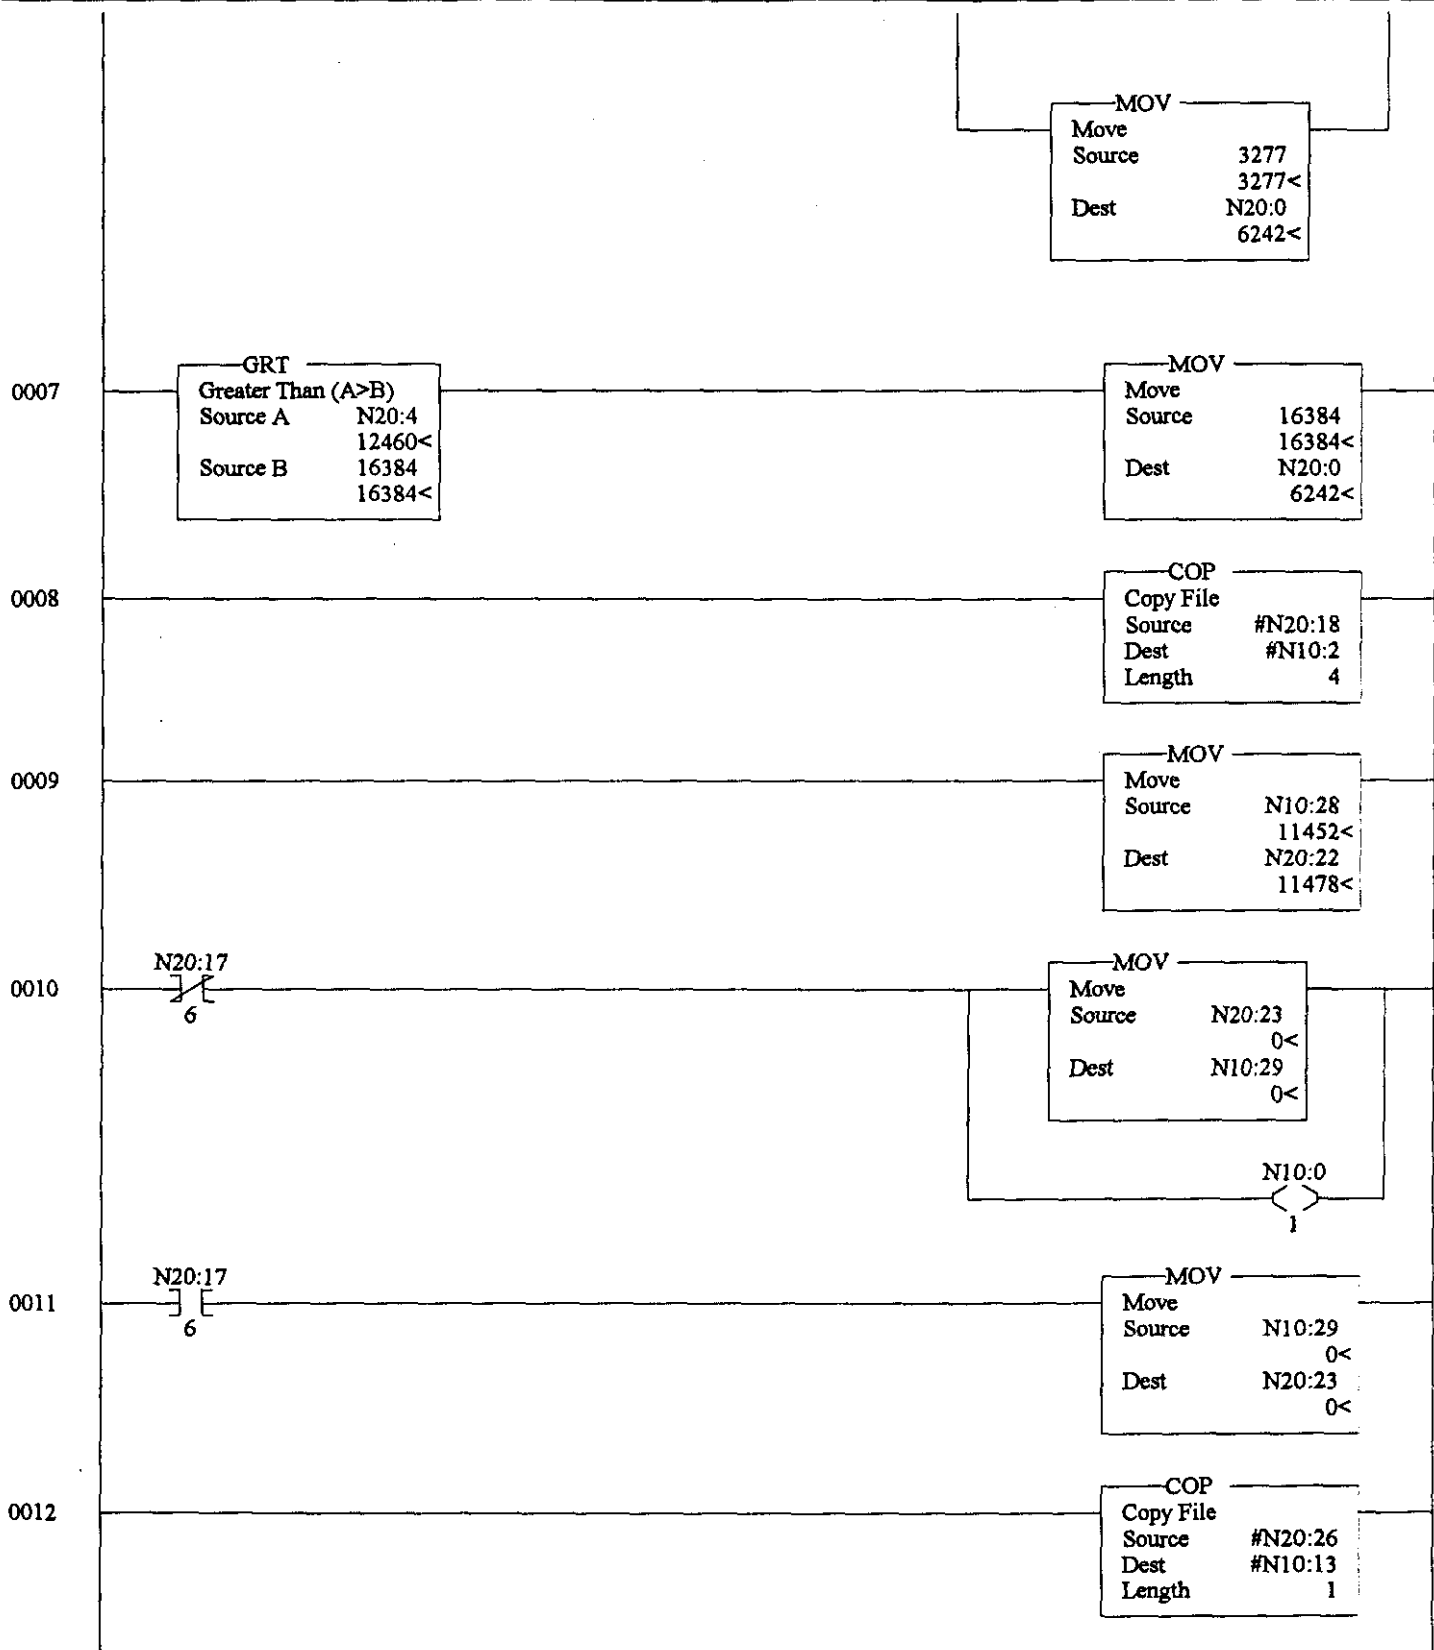 MOV
Move
Source 3277
3277<
Dest N20:0
6242<
0007
GRT
Greater Than (A>B)
Source A N20:4
12460<
Source B 16384
16384<
MOV
Move
Source 16384
16384<
Dest N20:0
6242<
0008
COP
Copy File
Source #N20:18
Dest #N10:2
Length 4
0009
MOV
Move
Source N10:28
11452<
Dest N20:22
11478<
0010
N20:17
6
MOV
Move
Source N20:23
0<
Dest N10:29
0<
N10:0
1
0011
N20:17
6
MOV
Move
Source N10:29
0<
Dest N20:23
0<
0012
COP
Copy File
Source #N20:26
Dest #N10:13
Length 1